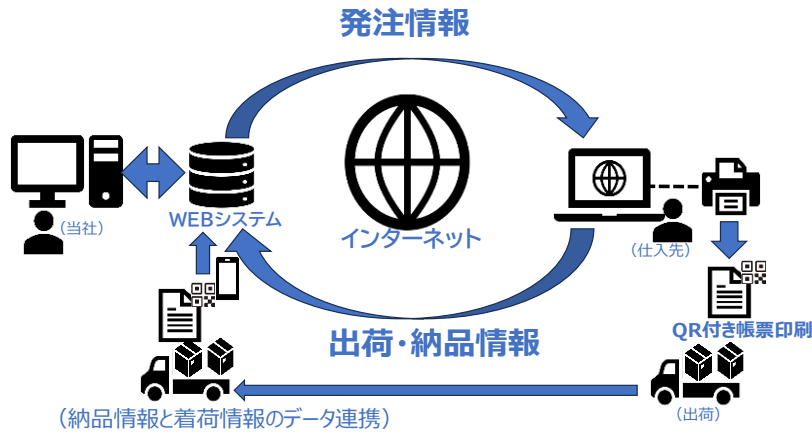 発注情報
（当社）
WEBシステム
インターネット
（仕入先）
QR付き帳票印刷
出荷・納品情報
（出荷）
（納品情報と着荷情報のデータ連携）